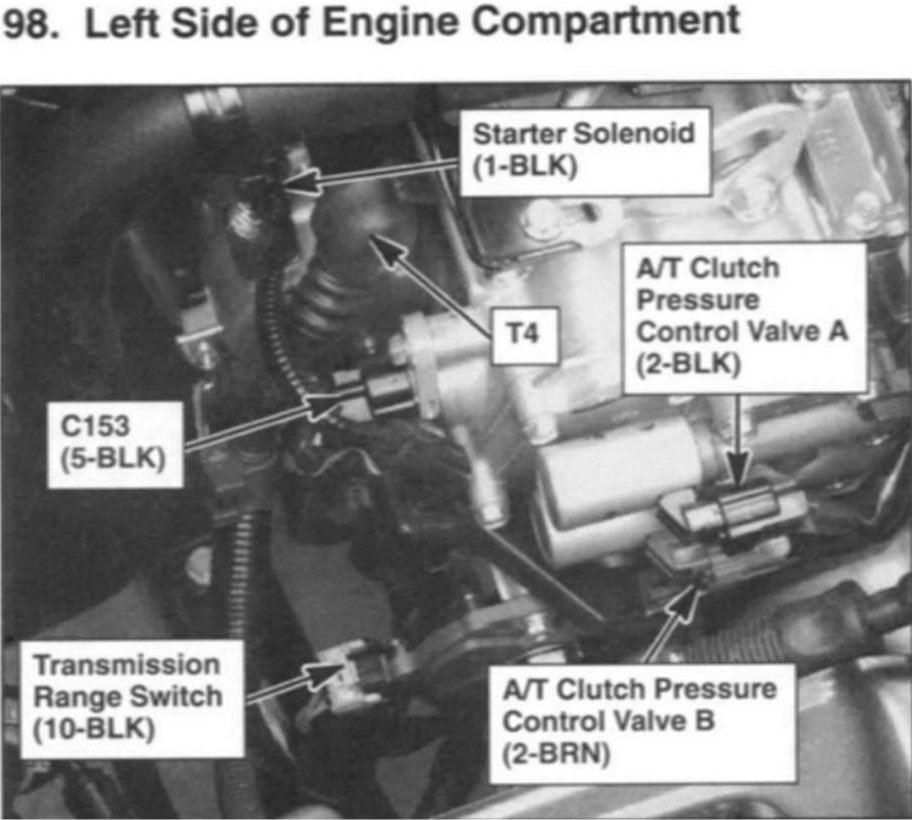 98. Left Side of Engine Compartment
Starter Solenoid
(1-BLK)
A/T Clutch
Pressure
Control Valve A
(2-BLK)
T4
C153
(5-BLK)
Transmission
Range Switch
(10-BLK)
A/T Clutch Pressure
Control Valve B
(2-BRN)